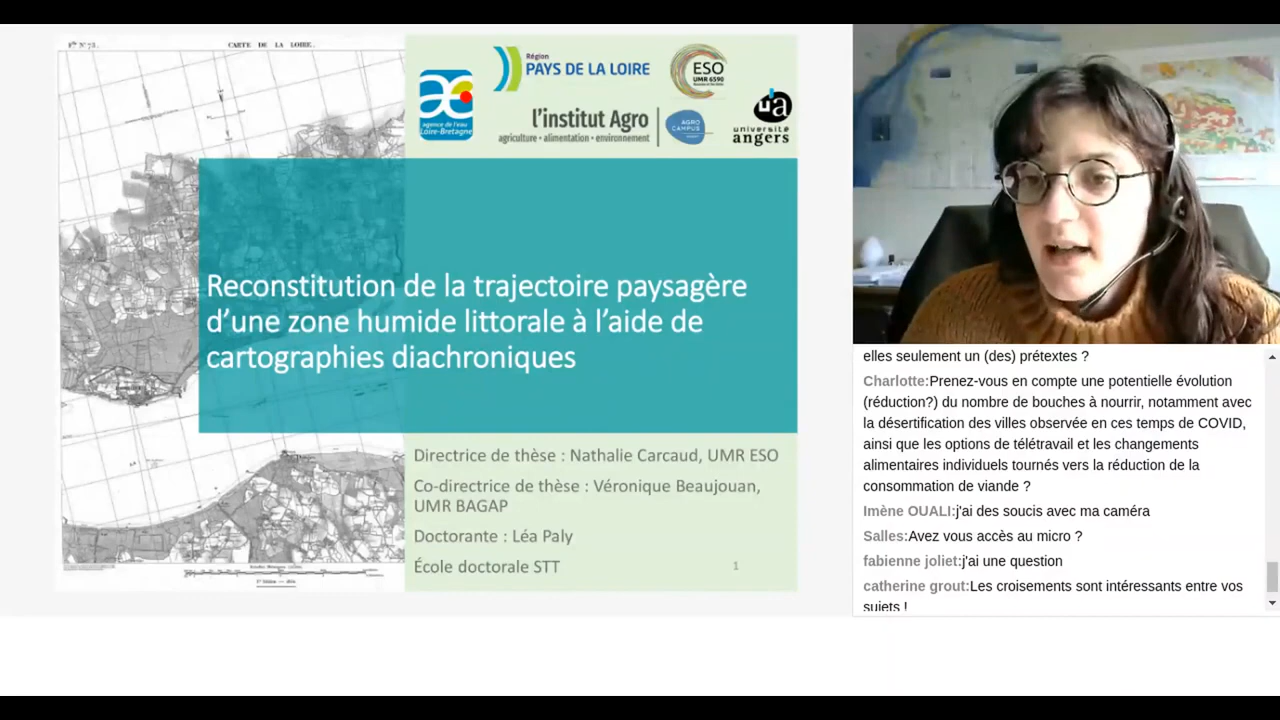 CARTE DE LA LOIRE.
Région
PAYS DE LA LOIRE
ESO
UMR 6590
agence de l'eau
Loire-Bretagne
l'institut Agro
agriculture • alimentation • environnement
AGRO
CAMPUS
ua
université
angers
Reconstitution de la trajectoire paysagère
d'une zone humide littorale à l'aide de
cartographies diachroniques
Directrice de thèse : Nathalie Carcaud, UMR ESO
Co-directrice de thèse : Véronique Beaujouan,
UMR BAGAP
Doctorante : Léa Paly
École doctorale STT
1
elles seulement un (des) prétextes ?
Charlotte:Prenez-vous en compte une potentielle évolution
(réduction?) du nombre de bouches à nourrir, notamment avec
la désertification des villes observée en ces temps de COVID,
ainsi que les options de télétravail et les changements
alimentaires individuels tournés vers la réduction de la
consommation de viande ?
Imène OUALI:j'ai des soucis avec ma caméra
Salles:Avez vous accès au micro ?
fabienne joliet:j'ai une question
catherine grout:Les croisements sont intéressants entre vos
sujets !